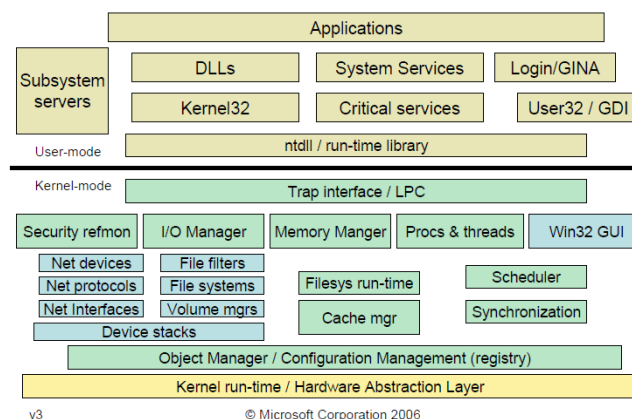 Applications
Subsystem
servers
DLLs
System Services
Login/GINA
Kernel32
Critical services
User32 / GDI
User-mode
ntdll / run-time library
Kernel-mode
Trap interface / LPC
Security refmon
I/O Manager
Memory Manger
Procs & threads
Win32 GUI
Net devices
File filters
Net protocols
File systems
Net Interfaces
Volume mgrs
Device stacks
Filesys run-time
Cache mgr
Scheduler
Synchronization
Object Manager / Configuration Management (registry)
Kernel run-time / Hardware Abstraction Layer
v3
© Microsoft Corporation 2006